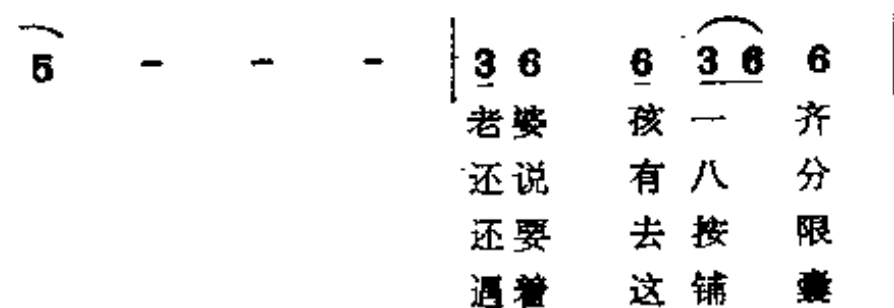 5 - - - | 3 6 6 3 6 6 |
老婆 孩一 齐
还说 有八 分
还要 去按 限
遇着 这铺